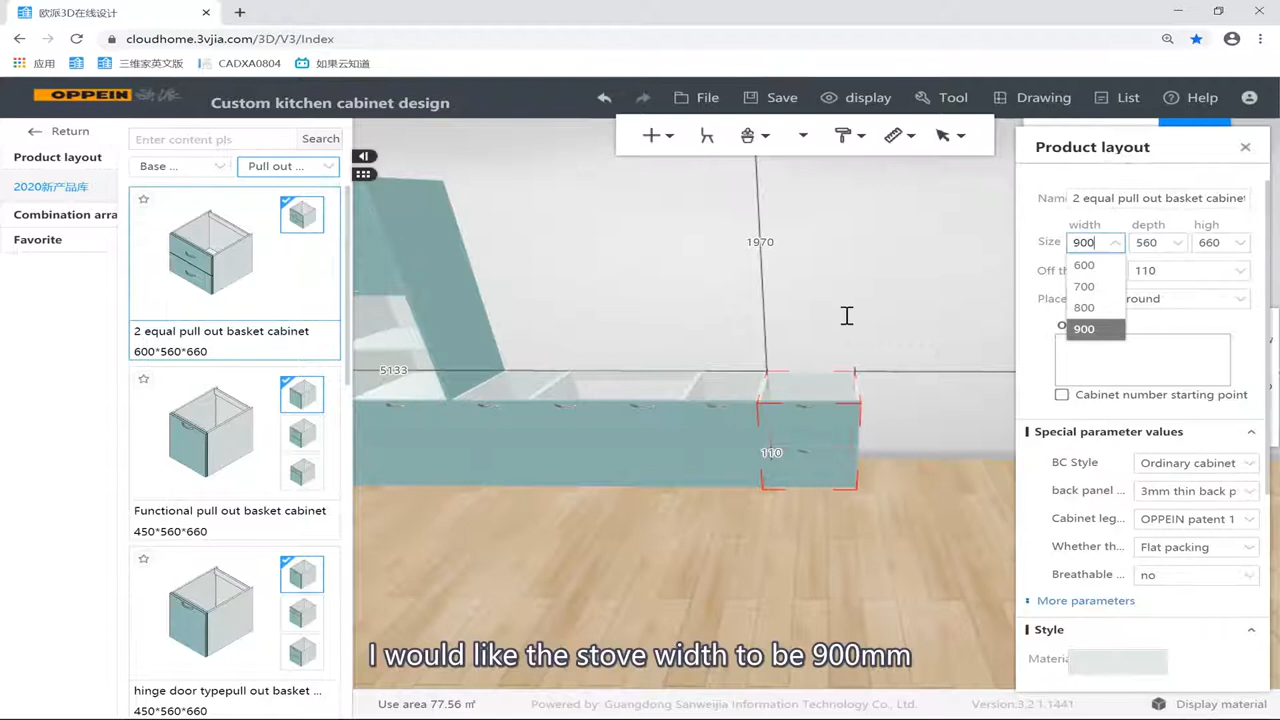 欧派3D在线设计
cloudhome.3vjia.com/3D/V3/Index
应用
三维家英文版
CADXA0804
如果云知道
OPPEIN
Custom kitchen cabinet design
File
Save
display
Tool
Drawing
List
Help
Return
Product layout
2020新产品库
Combination arra
Favorite
Enter content pls
Search
Base ...
Pull out ...
2 equal pull out basket cabinet
600*560*660
Functional pull out basket cabinet
450*560*660
hinge door typepull out basket ...
450*560*660
1970
5133
110
Product layout
Name
2 equal pull out basket cabinet
width depth high
Size 900 560 660
600
700
800
900
Off th
110
Place
round
Cabinet number starting point
Special parameter values
BC Style Ordinary cabinet
back panel ... 3mm thin back p
Cabinet leg... OPPEIN patent 1
Whether th... Flat packing
Breathable ... no
More parameters
Style
Materia
I would like the stove width to be 900mm
Use area 77.56 ㎡
Powered by: Guangdong Sanweijia Information Technology Co., Ltd.
Version:3.2.1.1441
Display material